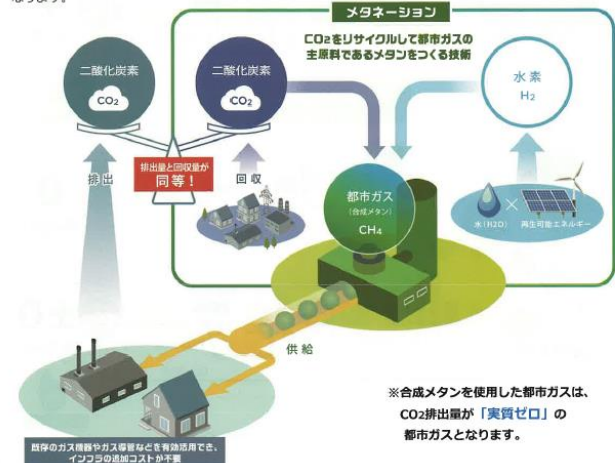 なります。
メタネーション
CO2をリサイクルして都市ガスの
主原料であるメタンをつくる技術
二酸化炭素
CO2
二酸化炭素
CO2
水素
H2
排出量と回収量が
同等!
排出
回収
都市ガス
(合成メタン)
CH4
水(H2O)
×
再生可能エネルギー
供給
※合成メタンを使用した都市ガスは、
CO2排出量が「実質ゼロ」の
都市ガスとなります。
既存のガス機器やガス導管などを有効活用でき、
インフラの追加コストが不要